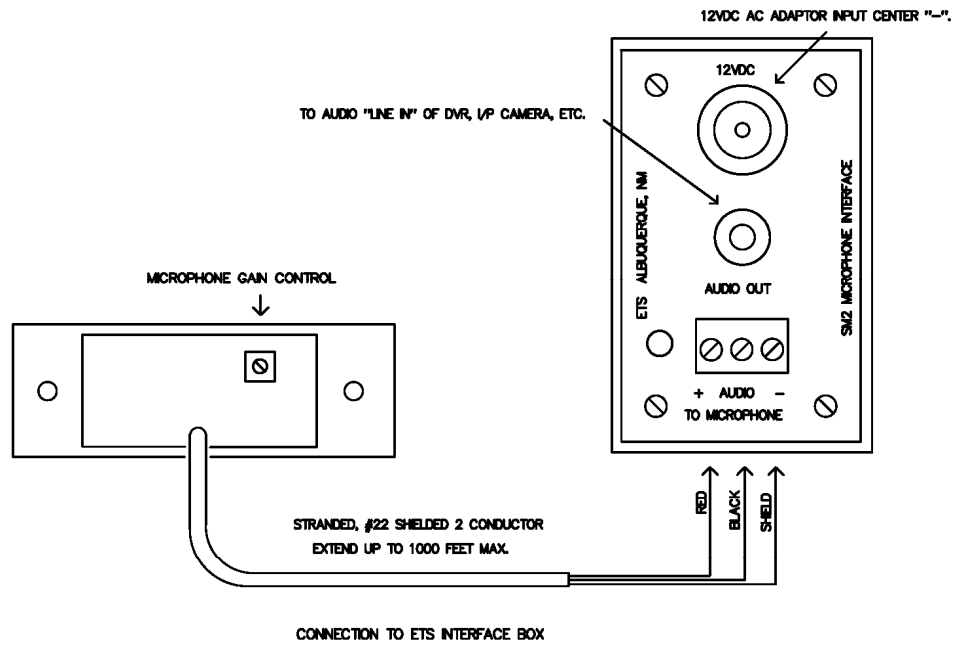 12VDC AC ADAPTOR INPUT CENTER "-".
12VDC
TO AUDIO "LINE IN" OF DVR, I/P CAMERA, ETC.
ETS ALBUQUERQUE, NM
SM2 MICROPHONE INTERFACE
AUDIO OUT
MICROPHONE GAIN CONTROL
+ AUDIO -
TO MICROPHONE
RED
BLACK
SHIELD
STRANDED, #22 SHIELDED 2 CONDUCTOR
EXTEND UP TO 1000 FEET MAX.
CONNECTION TO ETS INTERFACE BOX